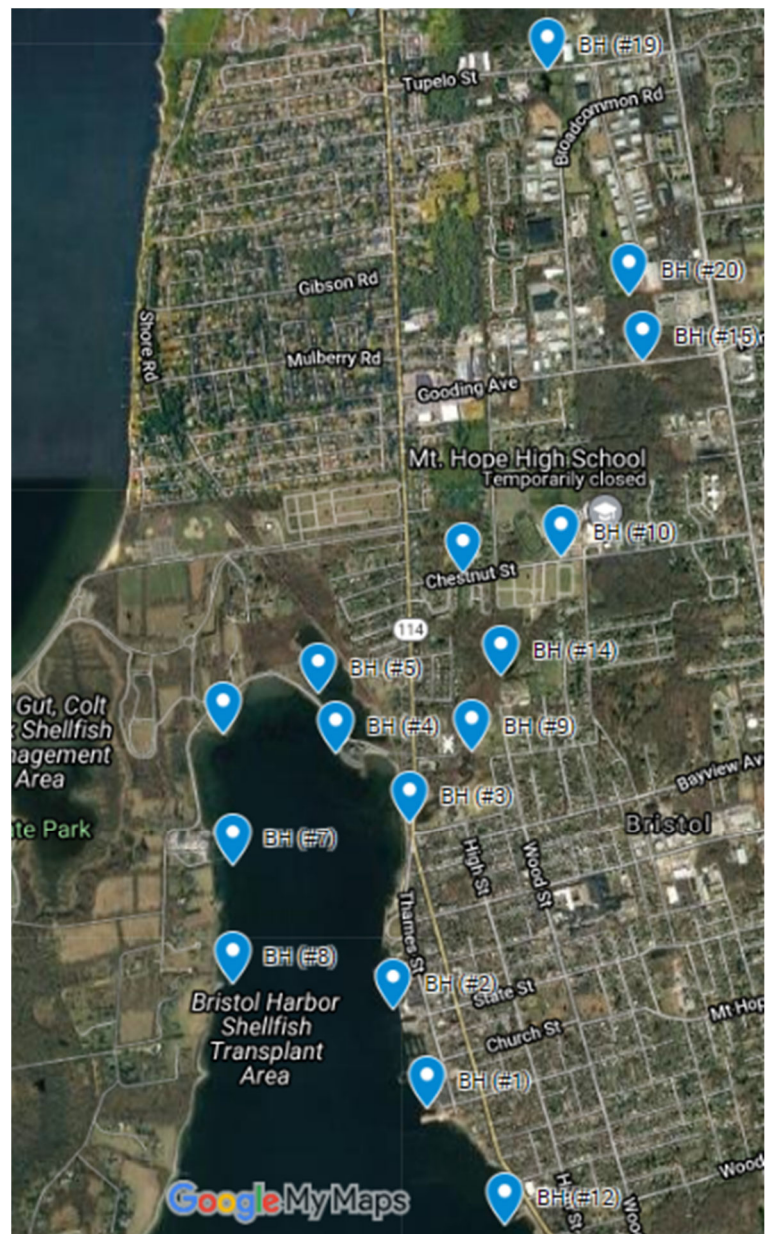 BH (#19)
Tupelo St
Broadcommon Rd
BH (#20)
Gibson Rd
Shore Rd
BH (#15)
Mulberry Rd
Gooding Ave
Mt. Hope High School
Temporarily closed
BH (#10)
Chestnut St
114
BH (#14)
BH (#5)
Gut, Colt
k Shellfish
nagement
Area
BH (#4)
BH (#9)
Bayview Av
BH (#3)
ate Park
BH (#7)
Bristol
High St
Wood St
Thames St
BH (#8)
BH (#2)
State St
Bristol Harbor
Shellfish
Transplant
Area
Mt Hop
Church St
BH (#1)
Wood
Google My Maps
BH (#12)
H St
Woo